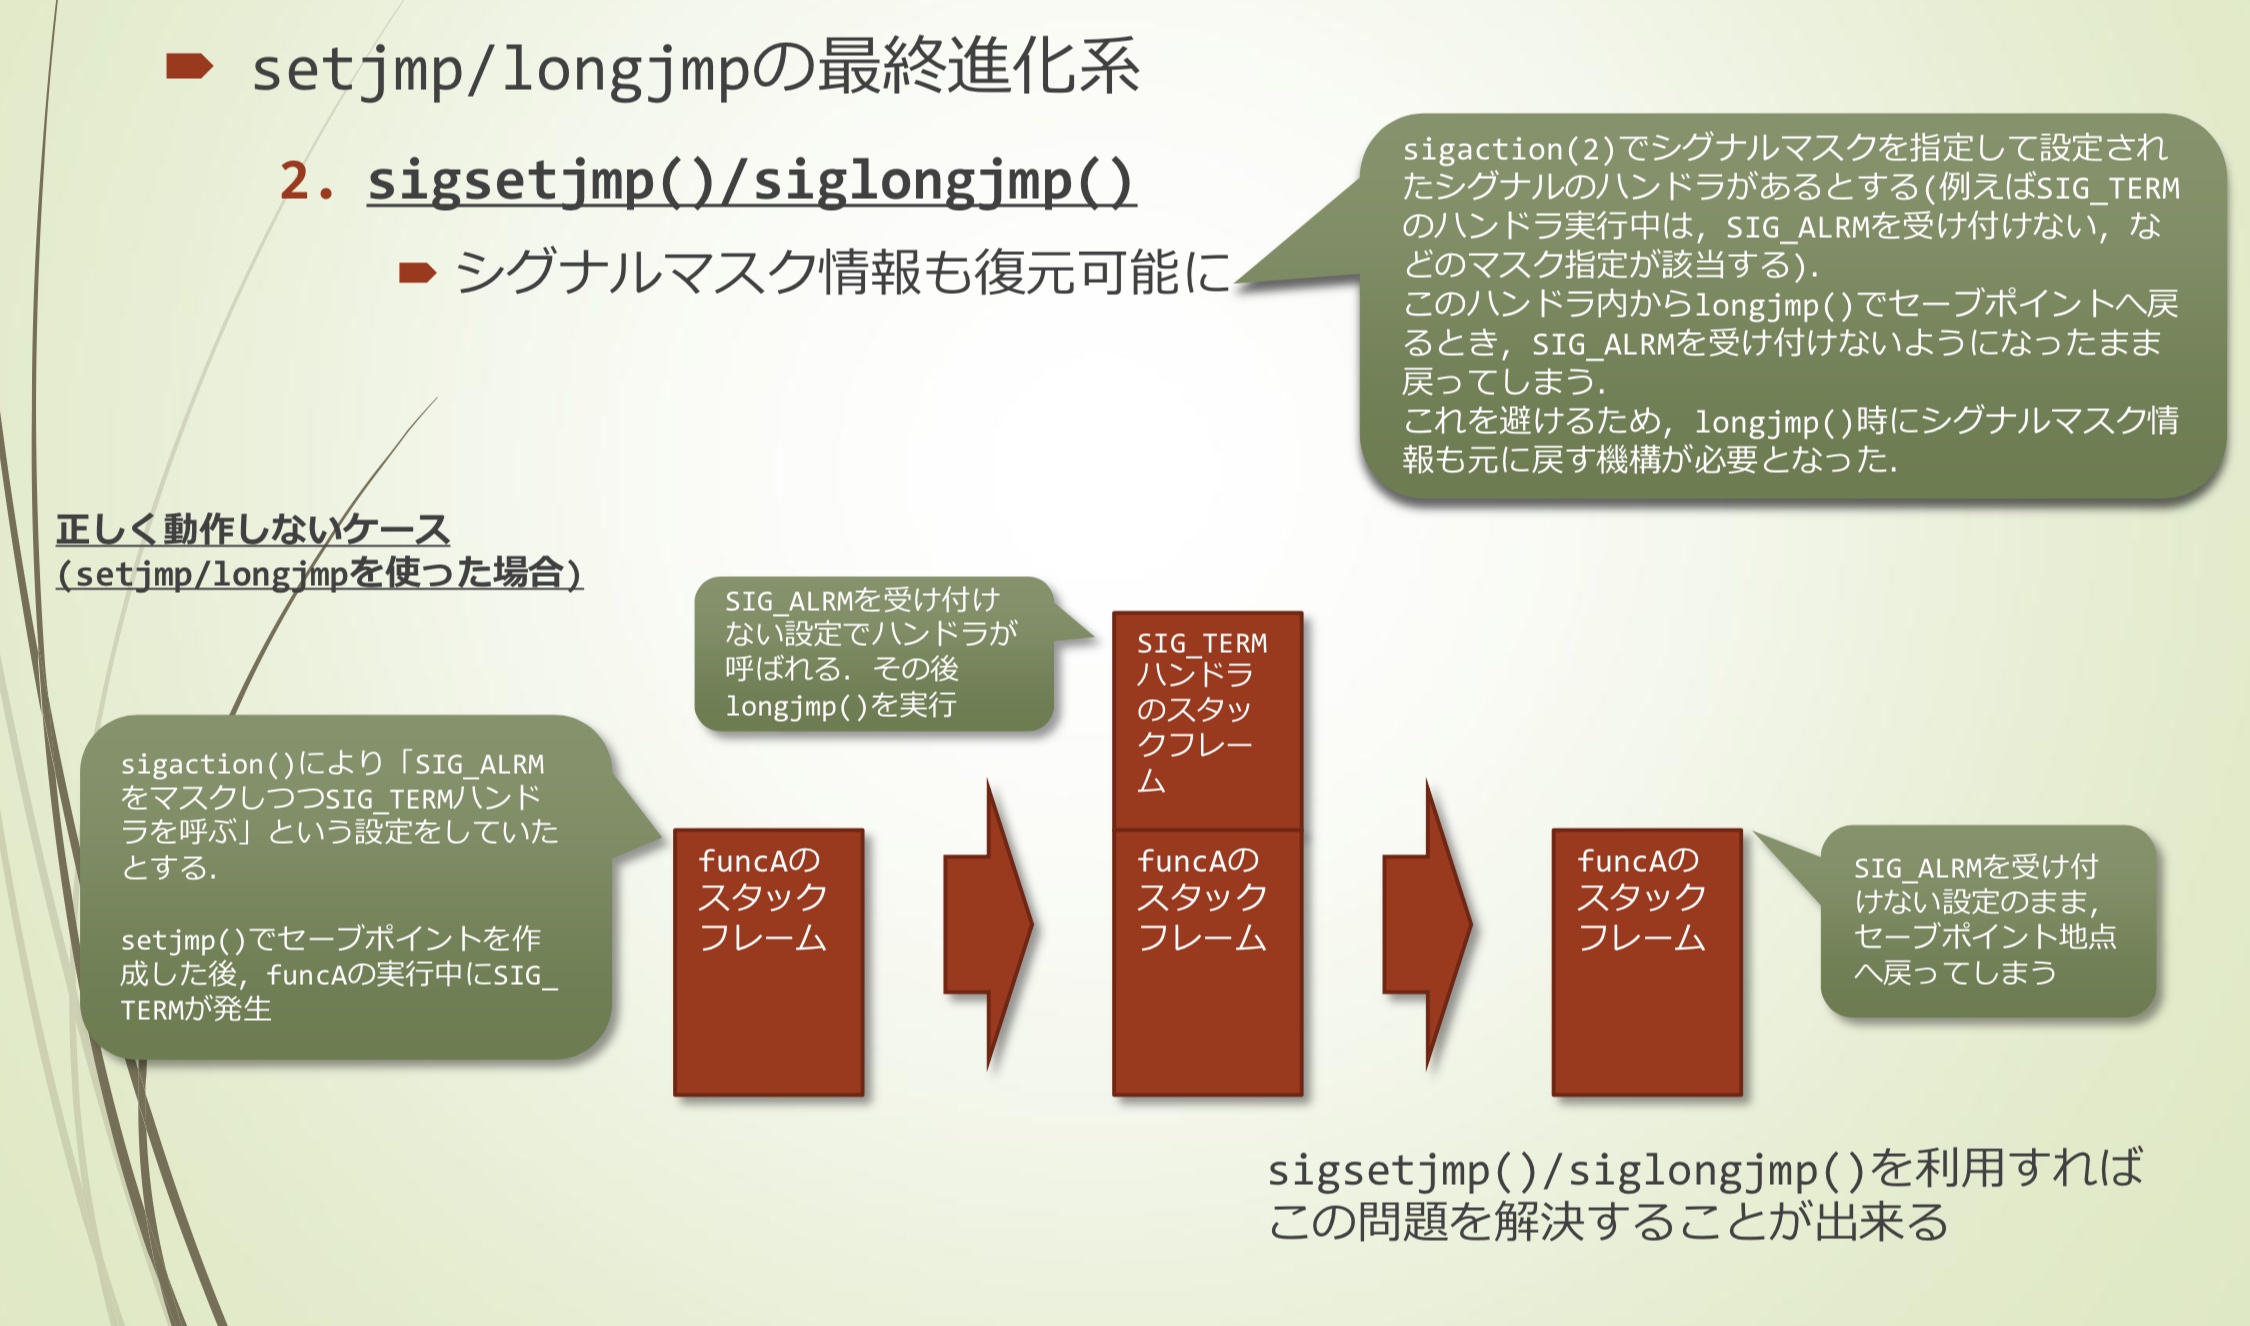 setjmp/longjmpの最終進化系
2. sigsetjmp()/siglongjmp()
シグナルマスク情報も復元可能に
sigaction(2)でシグナルマスクを指定して設定され
たシグナルのハンドラがあるとする(例えばSIG_TERM
のハンドラ実行中は，SIG_ALRMを受け付けない，な
どのマスク指定が該当する)．
このハンドラ内からlongjmp()でセーブポイントへ戻
るとき，SIG_ALRMを受け付けないようになったまま
戻ってしまう．
これを避けるため，longjmp()時にシグナルマスク情
報も元に戻す機構が必要となった．
正しく動作しないケース
(setjmp/longjmpを使った場合)
sigaction()により「SIG_ALRM
をマスクしつつSIG_TERMハンド
ラを呼ぶ」という設定をしていた
とする．
setjmp()でセーブポイントを作
成した後，funcAの実行中にSIG_
TERMが発生
funcAの
スタック
フレーム
SIG_ALRMを受け付け
ない設定でハンドラが
呼ばれる．その後
longjmp()を実行
SIG_TERM
ハンドラ
のスタッ
クフレー
ム
funcAの
スタック
フレーム
funcAの
スタック
フレーム
SIG_ALRMを受け付
けない設定のまま，
セーブポイント地点
へ戻ってしまう
sigsetjmp()/siglongjmp()を利用すれば
この問題を解決することが出来る